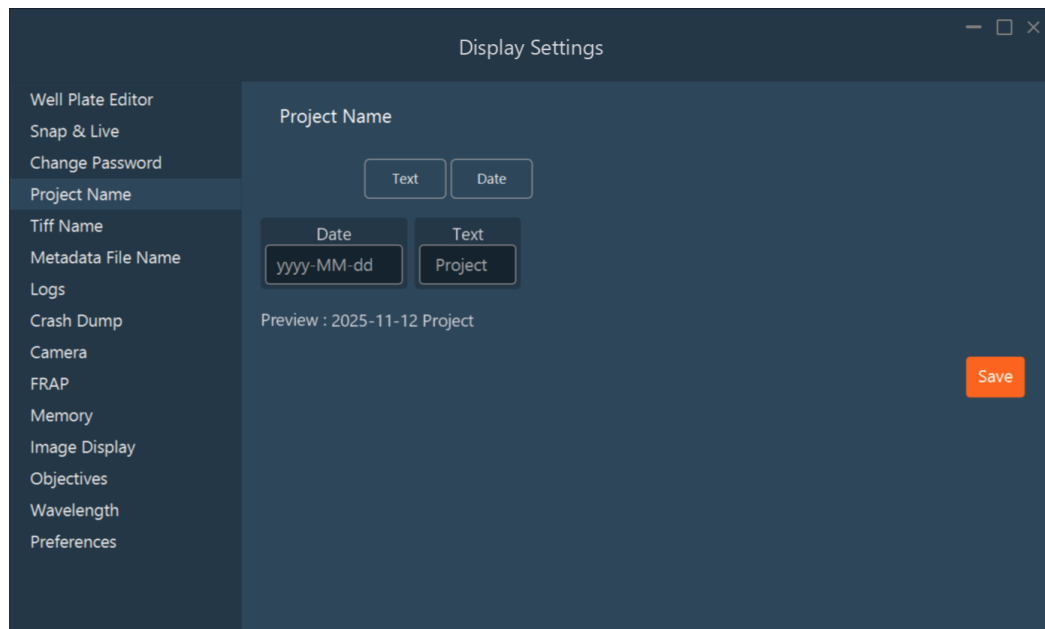 Display Settings
Well Plate Editor
Snap & Live
Change Password
Project Name
Tiff Name
Metadata File Name
Logs
Crash Dump
Camera
FRAP
Memory
Image Display
Objectives
Wavelength
Preferences
Project Name
Text Date
Date Text
yyyy-MM-dd Project
Preview : 2025-11-12 Project
Save